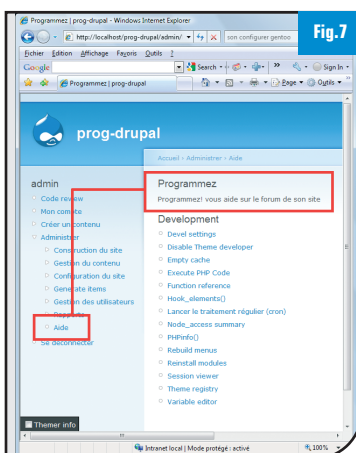 Programmez | prog-drupal - Windows Internet Explorer
Fig.7
http://localhost/prog-drupal/admin/
son configurer gentoo
Fichier Edition Affichage Favoris Outils ?
Google
Search
Sign In
Programmez | prog-drupal
Page
Outils
prog-drupal
Accueil › Administrer › Aide
admin
Code review
Mon compte
Créer un contenu
Administrer
Construction du site
Gestion du contenu
Configuration du site
Generate items
Gestion des utilisateurs
Rapports
Aide
Se déconnecter
Programmez
Programmez! vous aide sur le forum de son site
Development
Devel settings
Disable Theme developer
Empty cache
Execute PHP Code
Function reference
Hook_elements()
Lancer le traitement régulier (cron)
Node_access summary
PHPinfo()
Rebuild menus
Reinstall modules
Session viewer
Theme registry
Variable editor
Themer info
Intranet local | Mode protégé : activé
100%